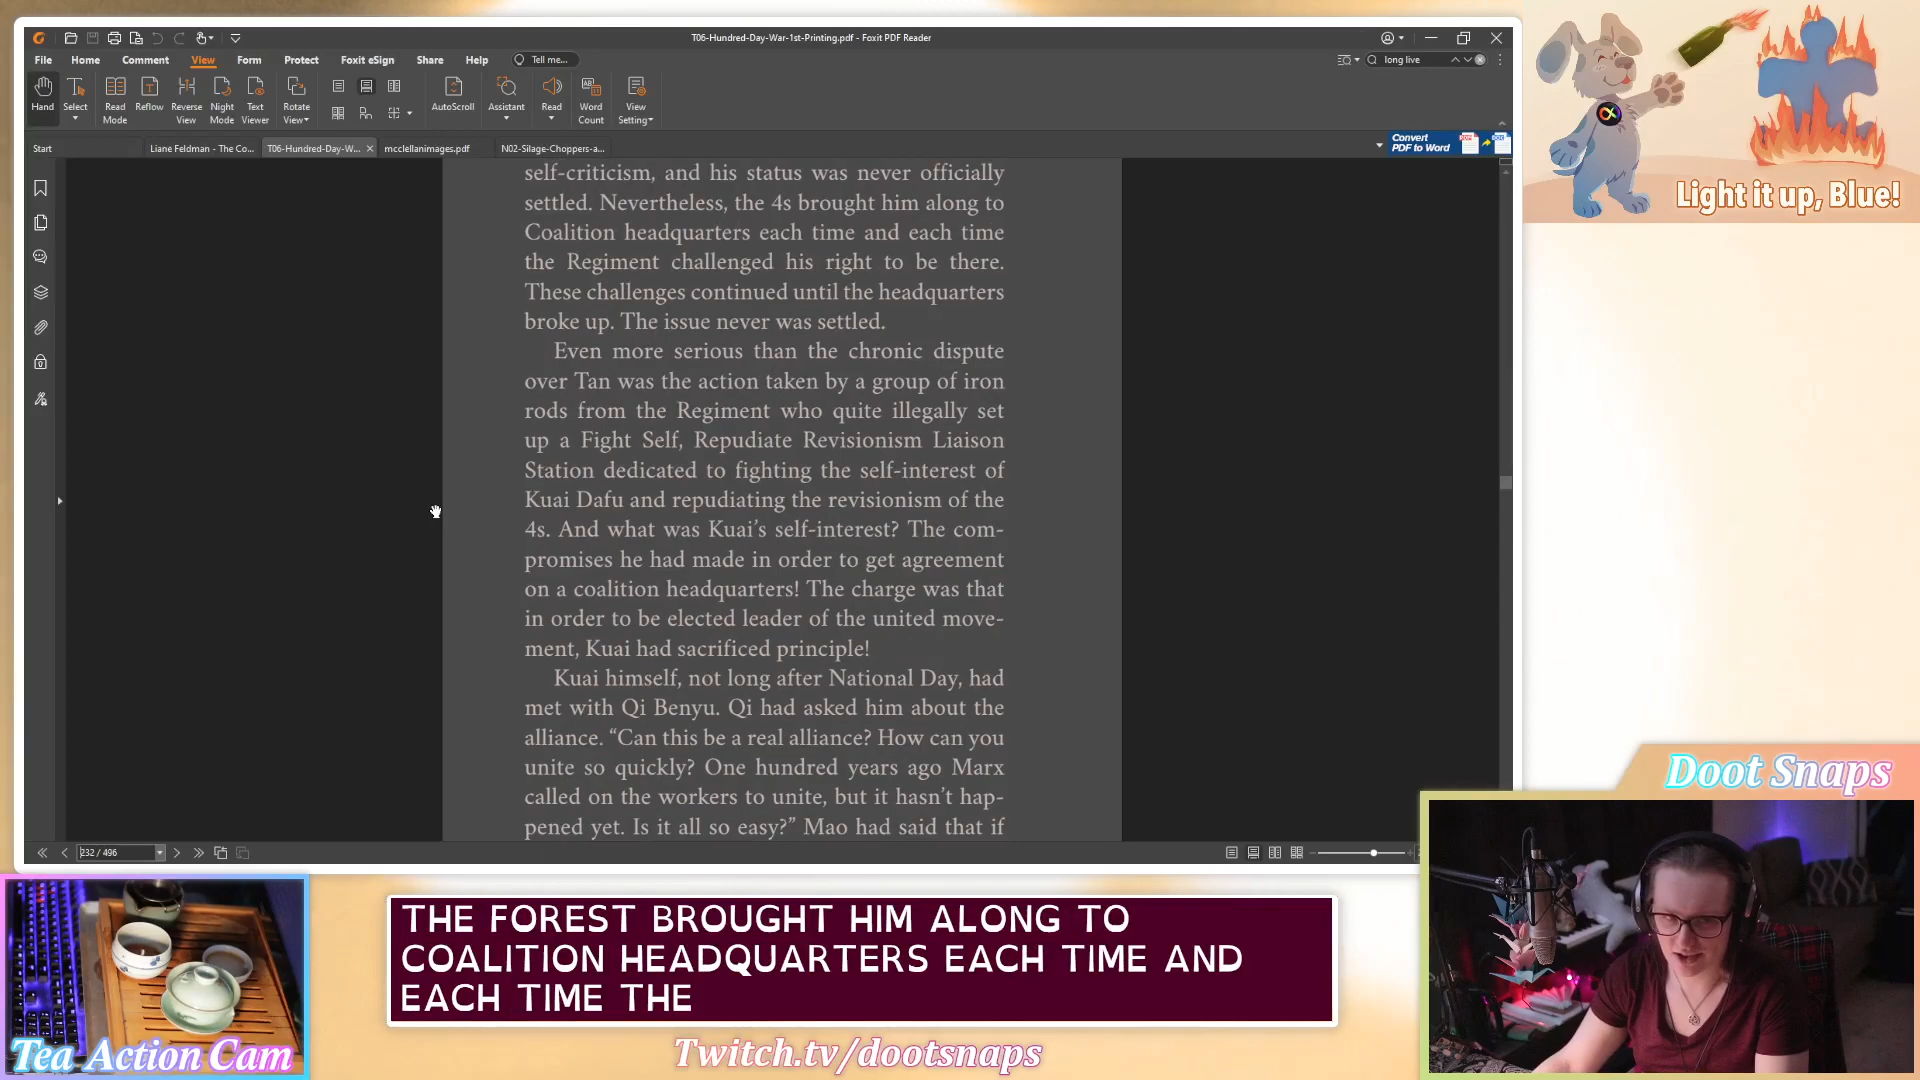 T06-Hundred-Day-War-1st-Printing.pdf - Foxit PDF Reader
File Home Comment View Form Protect Foxit eSign Share Help Tell me... long live
Hand Select Read Mode Reflow Reverse View Night Mode Text Viewer Rotate View AutoScroll Assistant Read Word Count View Setting
Start Liane Feldman - The Co... T06-Hundred-Day-W... mcclellanimages.pdf N02-Silage-Choppers-a... Convert PDF to Word
self-criticism, and his status was never officially
settled. Nevertheless, the 4s brought him along to
Coalition headquarters each time and each time
the Regiment challenged his right to be there.
These challenges continued until the headquarters
broke up. The issue never was settled.
Even more serious than the chronic dispute
over Tan was the action taken by a group of iron
rods from the Regiment who quite illegally set
up a Fight Self, Repudiate Revisionism Liaison
Station dedicated to fighting the self-interest of
Kuai Dafu and repudiating the revisionism of the
4s. And what was Kuai's self-interest? The com-
promises he had made in order to get agreement
on a coalition headquarters! The charge was that
in order to be elected leader of the united move-
ment, Kuai had sacrificed principle!
Kuai himself, not long after National Day, had
met with Qi Benyu. Qi had asked him about the
alliance. “Can this be a real alliance? How can you
unite so quickly? One hundred years ago Marx
called on the workers to unite, but it hasn't hap-
pened yet. Is it all so easy?” Mao had said that if
232 / 496
Light it up, Blue!
Doot Snaps
THE FOREST BROUGHT HIM ALONG TO
COALITION HEADQUARTERS EACH TIME AND
EACH TIME THE
Tea Action Cam
Twitch.tv/dootsnaps